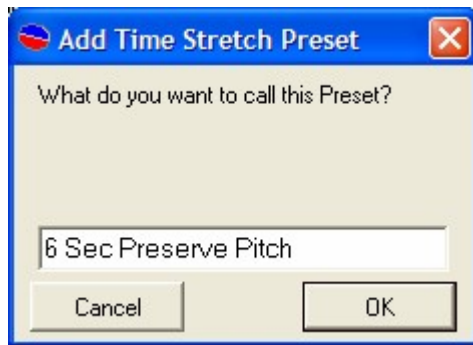 Add Time Stretch Preset
What do you want to call this Preset?
6 Sec Preserve Pitch
Cancel
OK